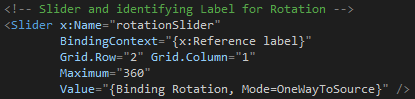 <!-- Slider and identifying Label for Rotation -->
<Slider x:Name="rotationSlider"
BindingContext="{x:Reference label}"
Grid.Row="2" Grid.Column="1"
Maximum="360"
Value="{Binding Rotation, Mode=OneWayToSource}" />